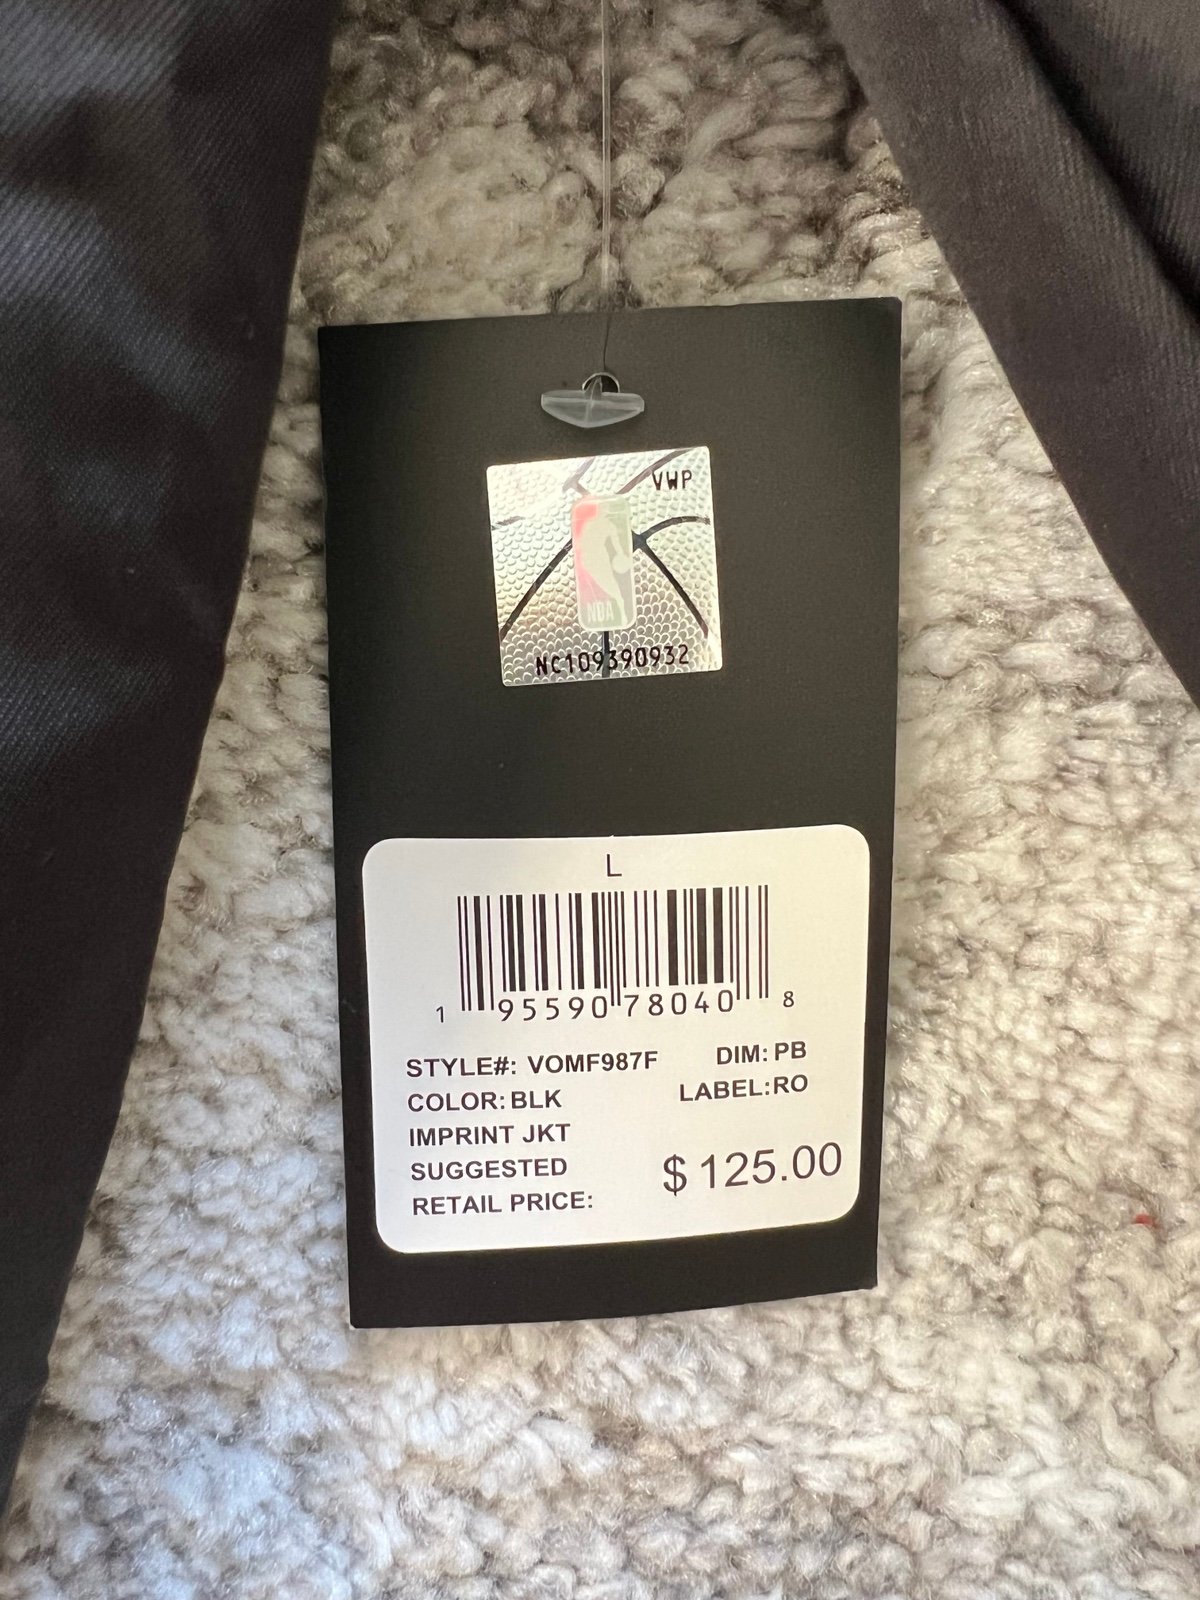 VWP
NBA
NC109390932
L
1 95590 78040 8
STYLE#: VOMF987F DIM: PB
COLOR: BLK LABEL: RO
IMPRINT JKT
SUGGESTED
RETAIL PRICE: $ 125.00